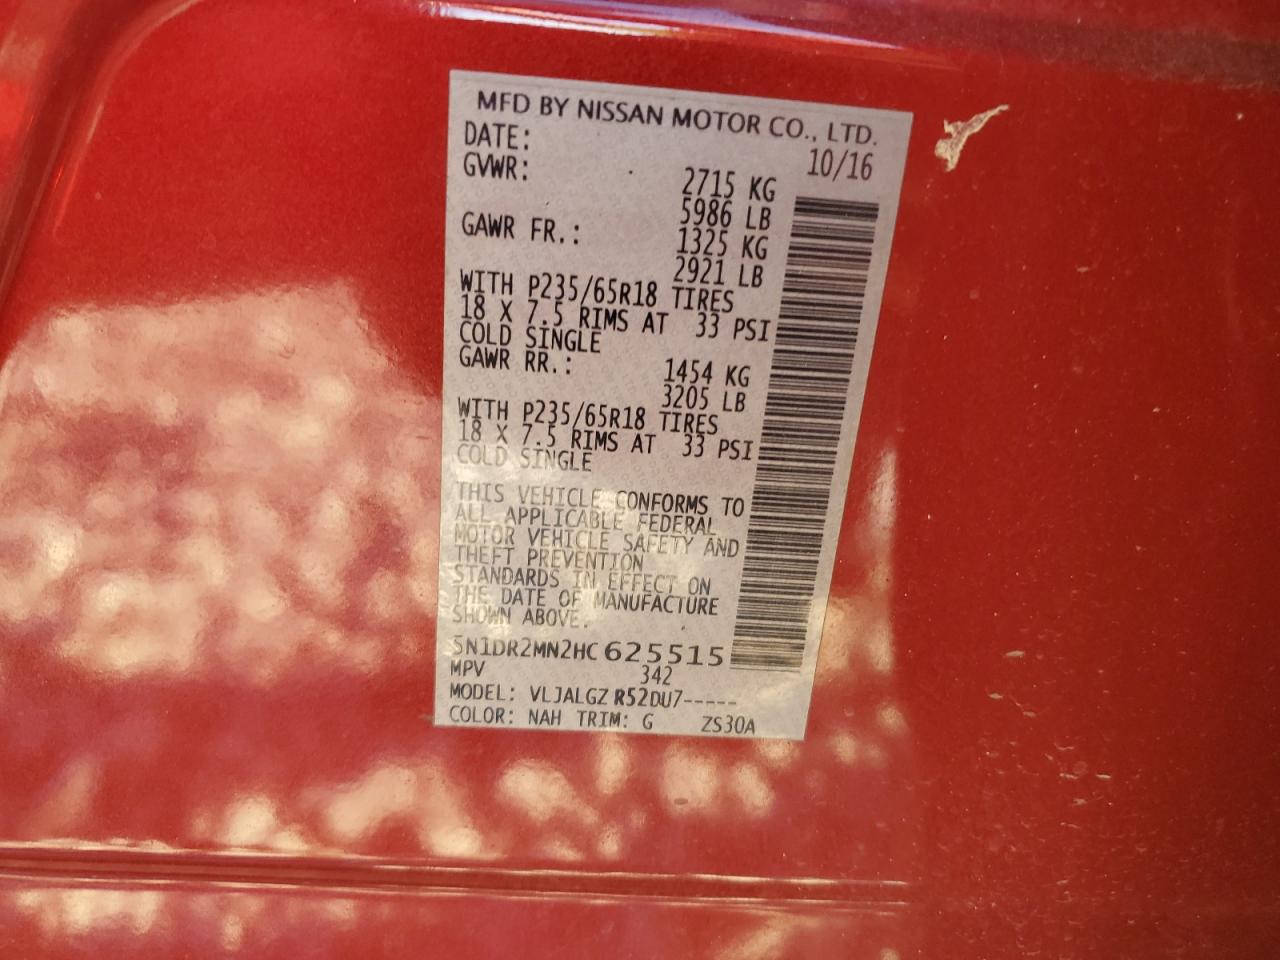 MFD BY NISSAN MOTOR CO., LTD.
DATE: 10/16
GVWR: 2715 KG
5986 LB
GAWR FR.: 1325 KG
2921 LB
WITH P235/65R18 TIRES
18 X 7.5 RIMS AT 33 PSI
COLD SINGLE
GAWR RR.: 1454 KG
3205 LB
WITH P235/65R18 TIRES
18 X 7.5 RIMS AT 33 PSI
COLD SINGLE
THIS VEHICLE CONFORMS TO
ALL APPLICABLE FEDERAL
MOTOR VEHICLE SAFETY AND
THEFT PREVENTION
STANDARDS IN EFFECT ON
THE DATE OF MANUFACTURE
SHOWN ABOVE.
5N1DR2MN2HC625515
MPV 342
MODEL: VLJALGZ R52DU7-----
COLOR: NAH TRIM: G ZS30A